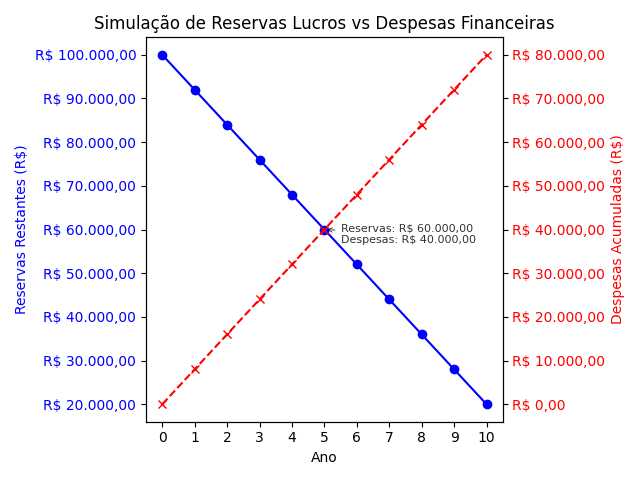 Simulação de Reservas Lucros vs Despesas Financeiras
Reservas Restantes (R$)
R$ 100.000,00
R$ 90.000,00
R$ 80.000,00
R$ 70.000,00
R$ 60.000,00
R$ 50.000,00
R$ 40.000,00
R$ 30.000,00
R$ 20.000,00
Reservas: R$ 60.000,00
Despesas: R$ 40.000,00
R$ 80.000,00
R$ 70.000,00
R$ 60.000,00
R$ 50.000,00
R$ 40.000,00
R$ 30.000,00
R$ 20.000,00
R$ 10.000,00
R$ 0,00
Despesas Acumuladas (R$)
0 1 2 3 4 5 6 7 8 9 10
Ano